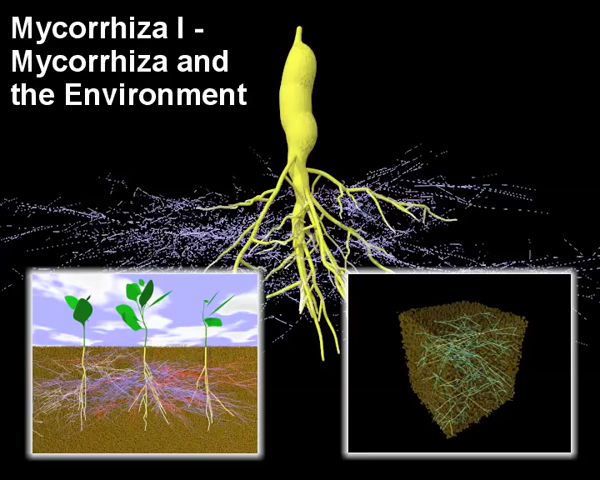 Mycorrhiza I -
Mycorrhiza and
the Environment